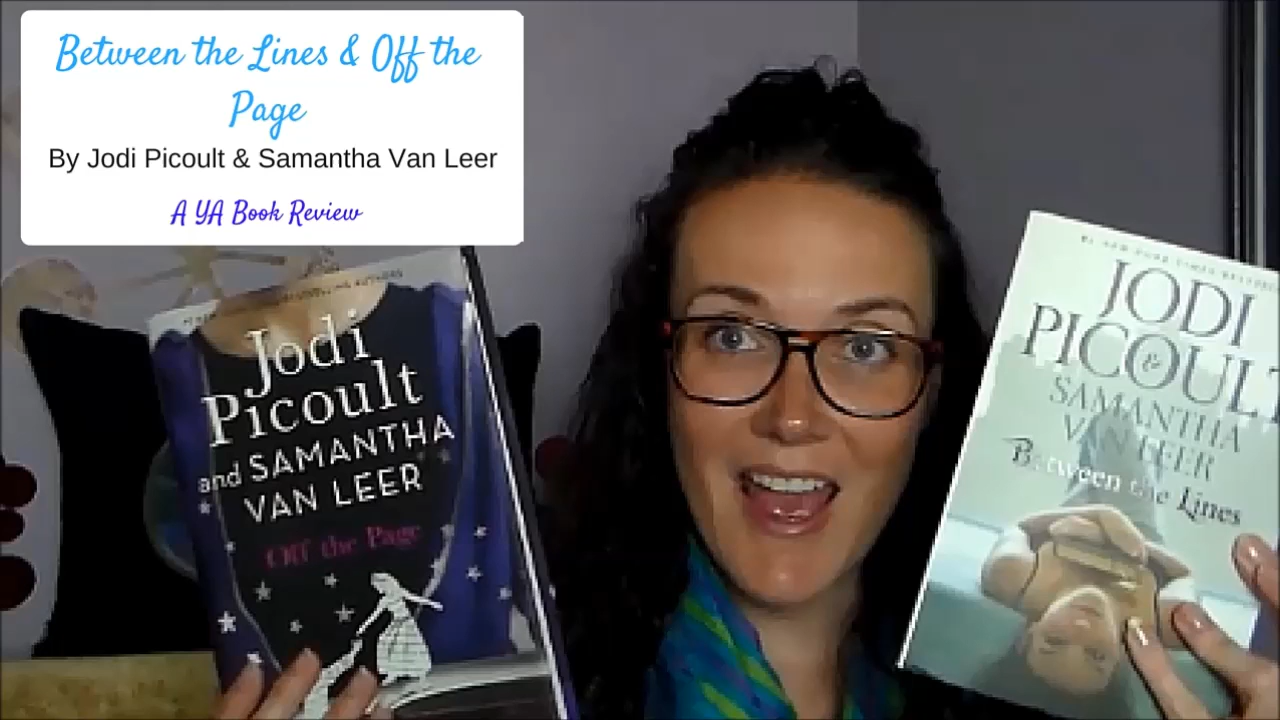 Between the Lines & Off the
Page
By Jodi Picoult & Samantha Van Leer
A YA Book Review
Jodi
Picoult
and SAMANTHA
VAN LEER
Off the Page
JODI
PICOULT
&
SAMANTHA
VAN LEER
Between the Lines